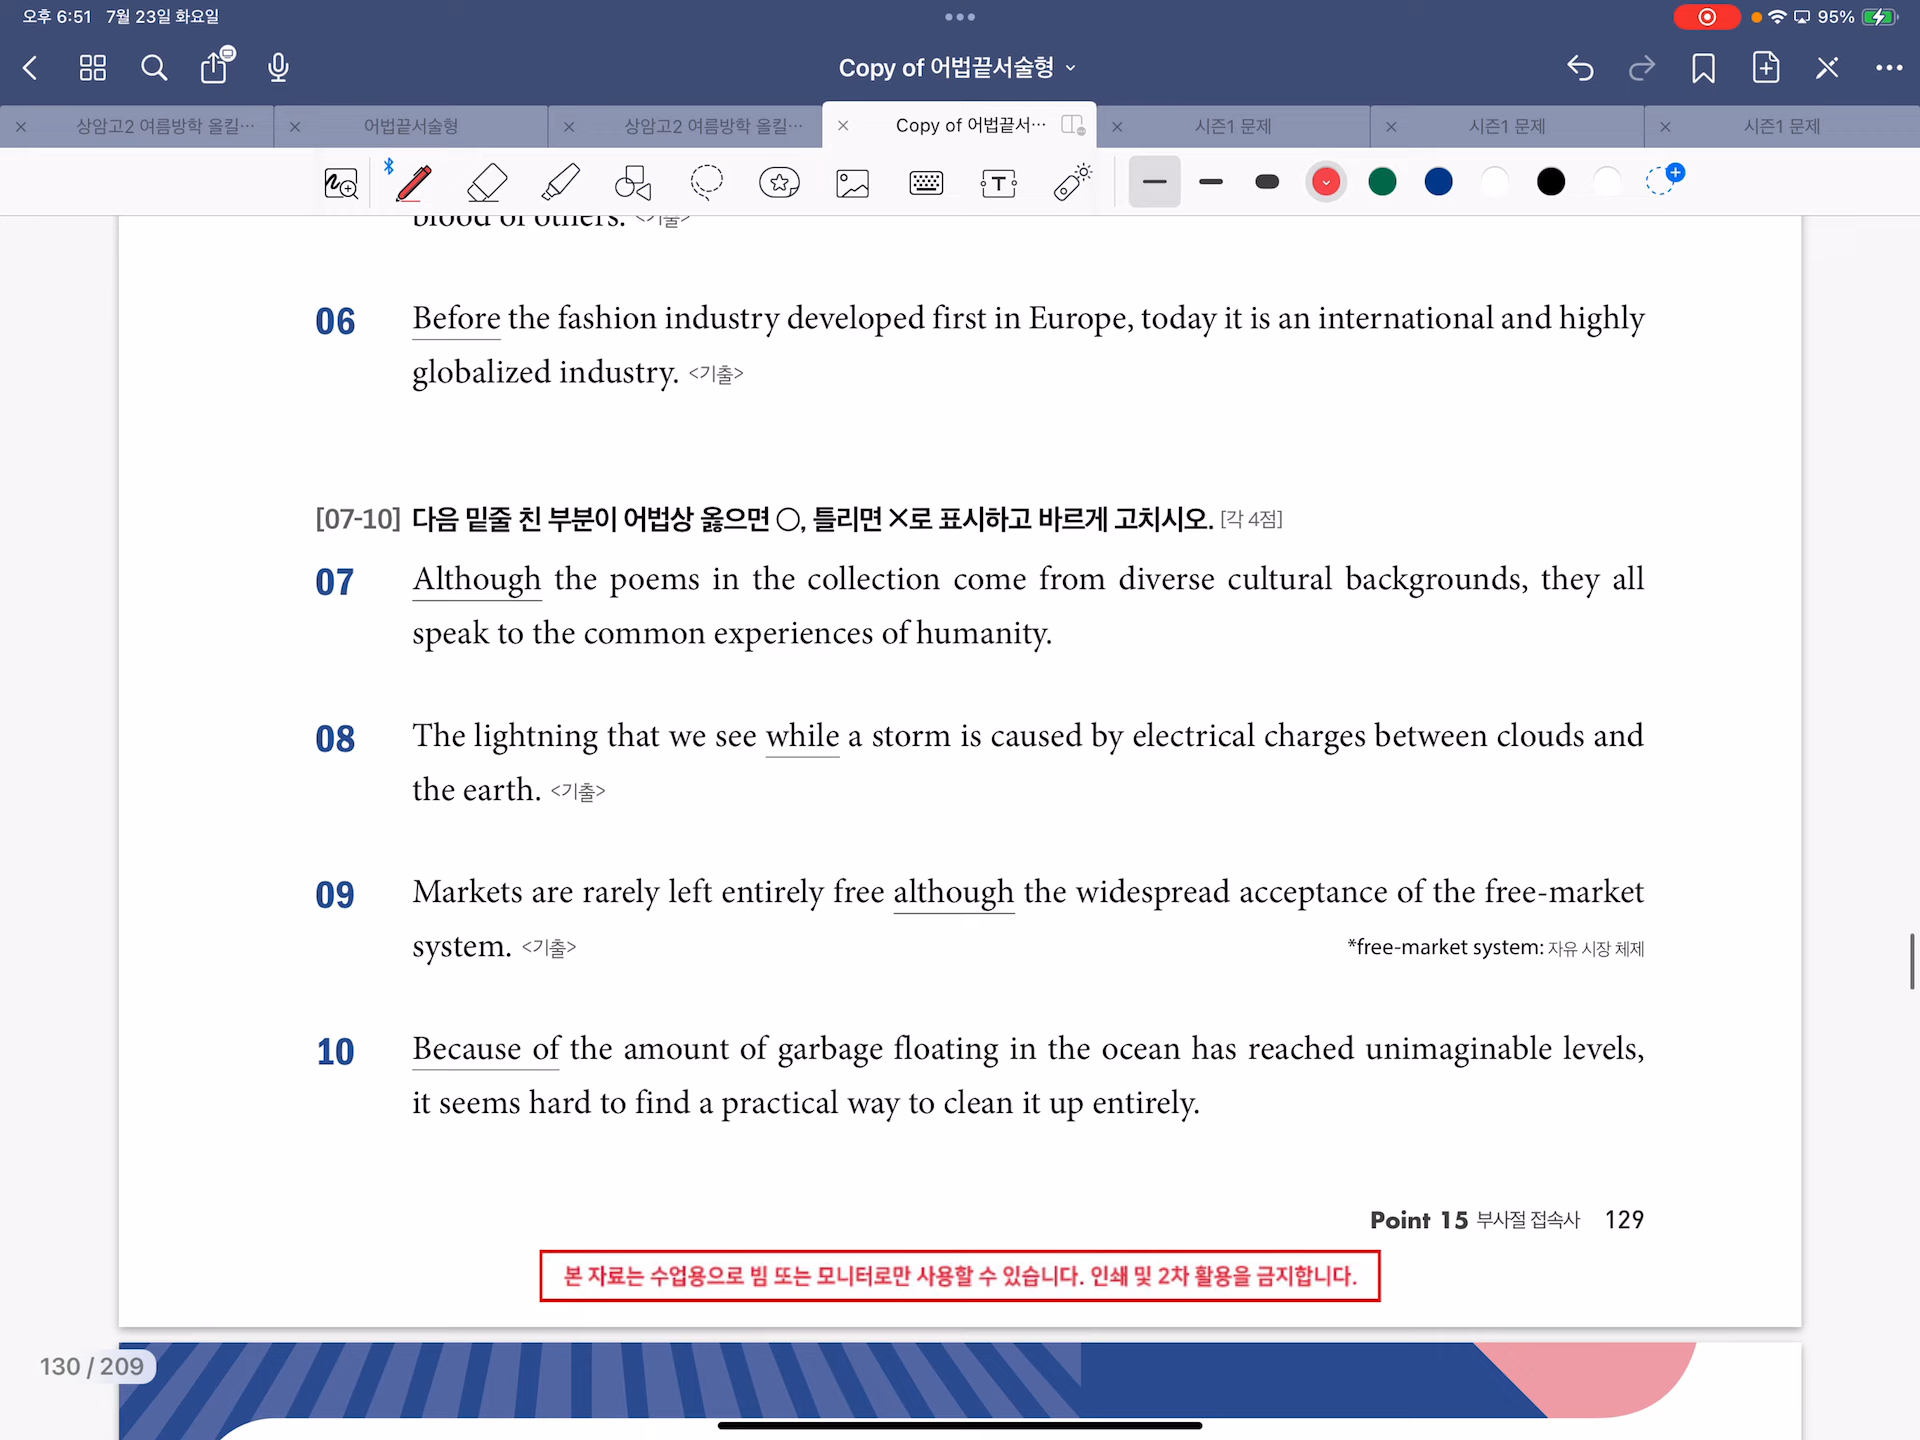 오후 6:51 7월 23일 화요일
95%
Copy of 어법끝서술형
상암고2 여름방학 올킬…
어법끝서술형
상암고2 여름방학 올킬…
Copy of 어법끝서…
시즌1 문제
시즌1 문제
시즌1 문제
blood of others. <기출>
06 Before the fashion industry developed first in Europe, today it is an international and highly
globalized industry. <기출>
[07-10] 다음 밑줄 친 부분이 어법상 옳으면 ○, 틀리면 ×로 표시하고 바르게 고치시오. [각 4점]
07 Although the poems in the collection come from diverse cultural backgrounds, they all
speak to the common experiences of humanity.
08 The lightning that we see while a storm is caused by electrical charges between clouds and
the earth. <기출>
09 Markets are rarely left entirely free although the widespread acceptance of the free-market
system. <기출> *free-market system: 자유 시장 체제
10 Because of the amount of garbage floating in the ocean has reached unimaginable levels,
it seems hard to find a practical way to clean it up entirely.
Point 15 부사절 접속사 129
본 자료는 수업용으로 빔 또는 모니터로만 사용할 수 있습니다. 인쇄 및 2차 활용을 금지합니다.
130 / 209